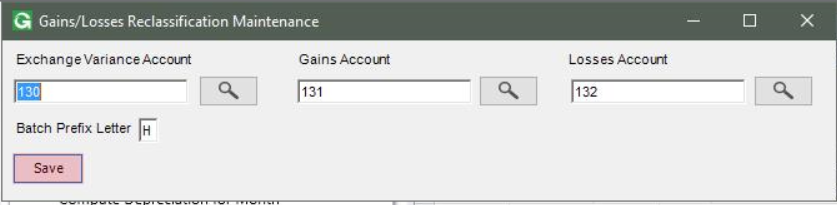 G Gains/Losses Reclassification Maintenance
Exchange Variance Account Gains Account Losses Account
130 131 132
Batch Prefix Letter H
Save
Compute Depreciation for Month